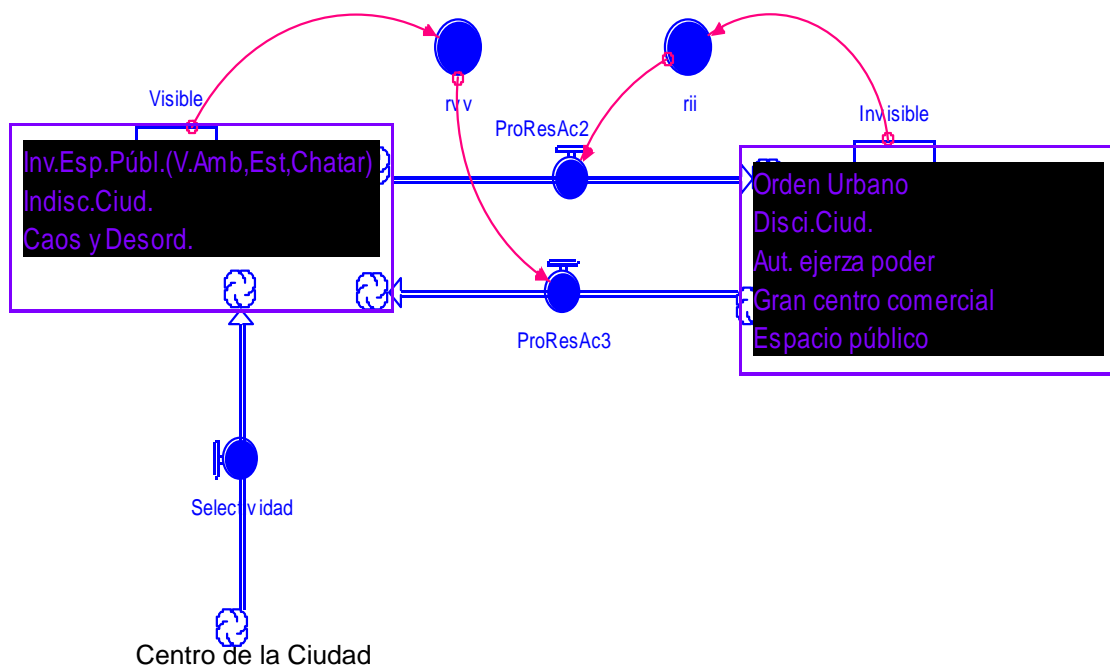 Visible
rvv
rii
Invisible
ProResAc2
Inv.Esp.Públ.(V.Amb,Est,Chatar)
Indisc.Ciud.
Caos y Desord.
Orden Urbano
Disci.Ciud.
Aut. ejerza poder
Gran centro comercial
Espacio público
ProResAc3
Selectividad
Centro de la Ciudad